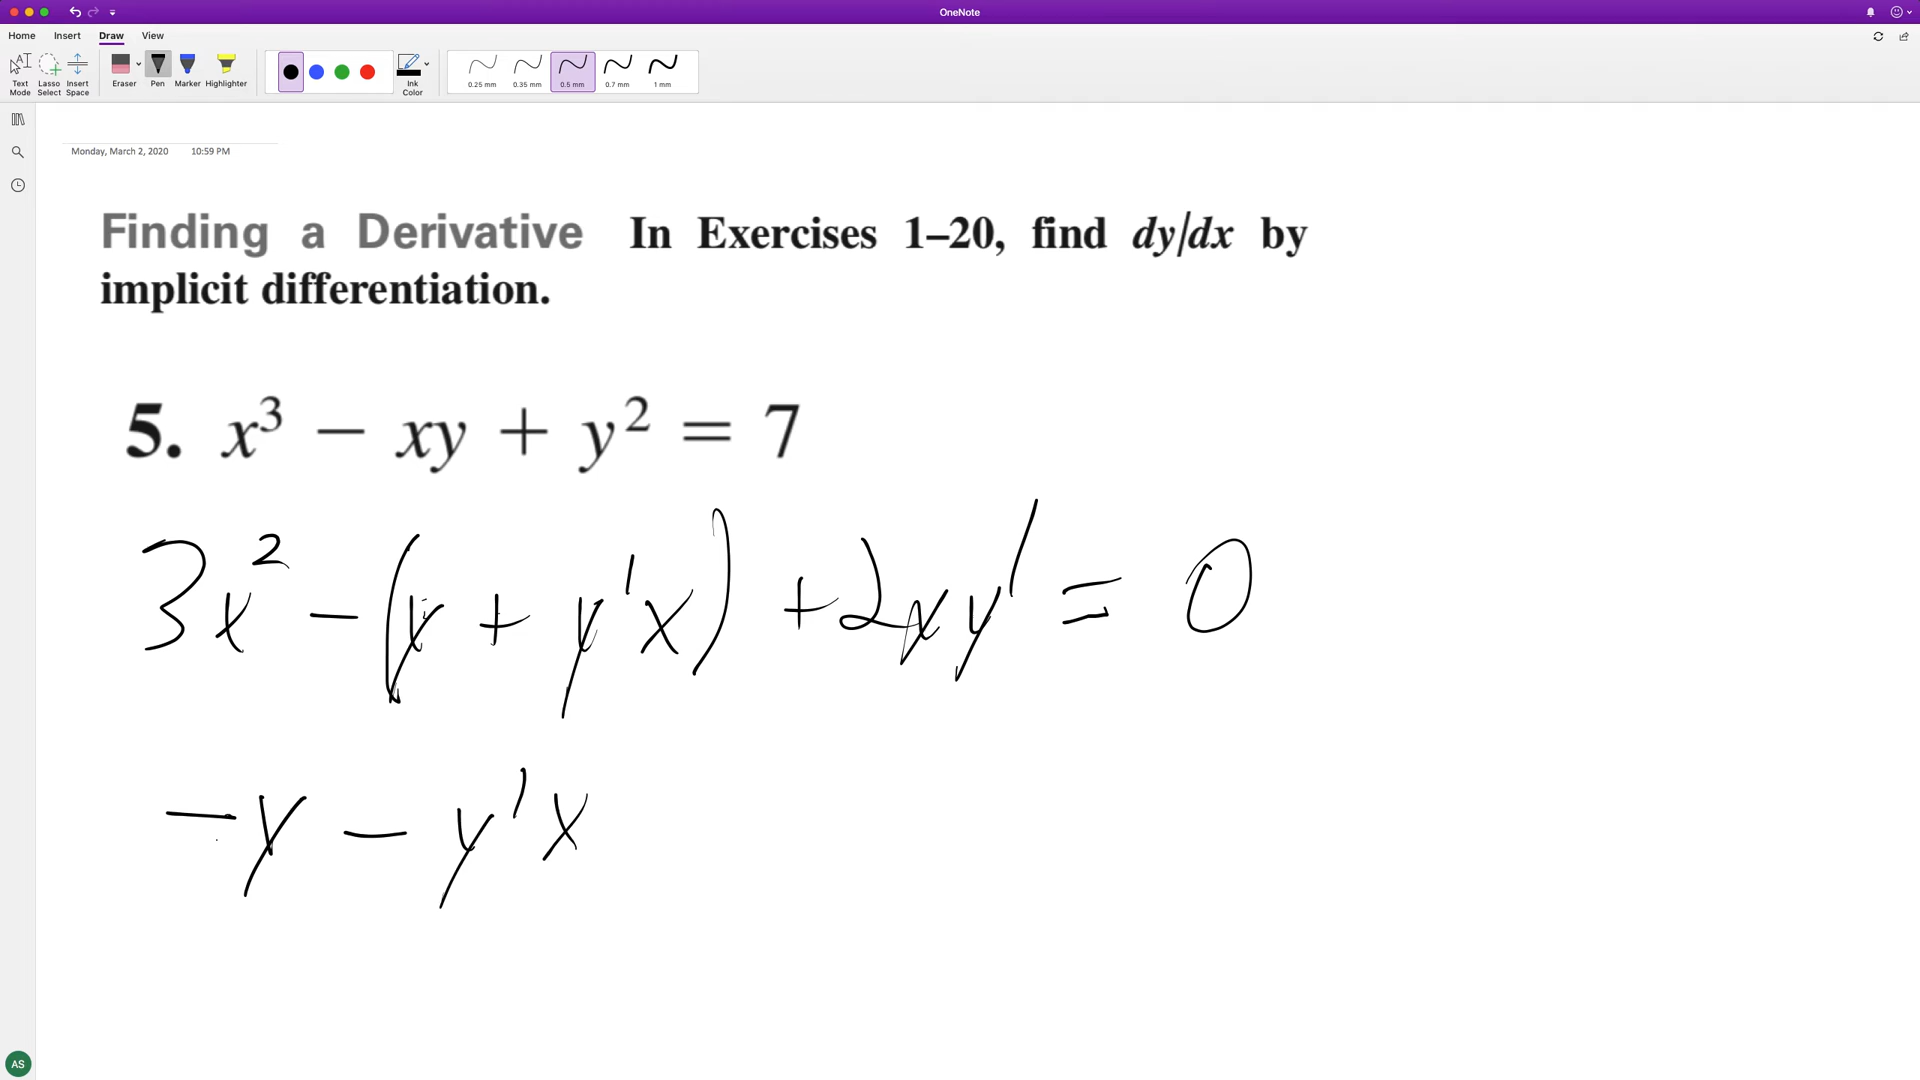 OneNote
Home Insert Draw View
Text Mode Lasso Select Insert Space Eraser Pen Marker Highlighter Ink Color 0.25 mm 0.35 mm 0.5 mm 0.7 mm 1 mm
Monday, March 2, 2020 10:59 PM
Finding a Derivative In Exercises 1–20, find dy/dx by
implicit differentiation.
5. x³ − xy + y² = 7
3x² − (y + y'x) + 2yy' = 0
−y − y'x
AS